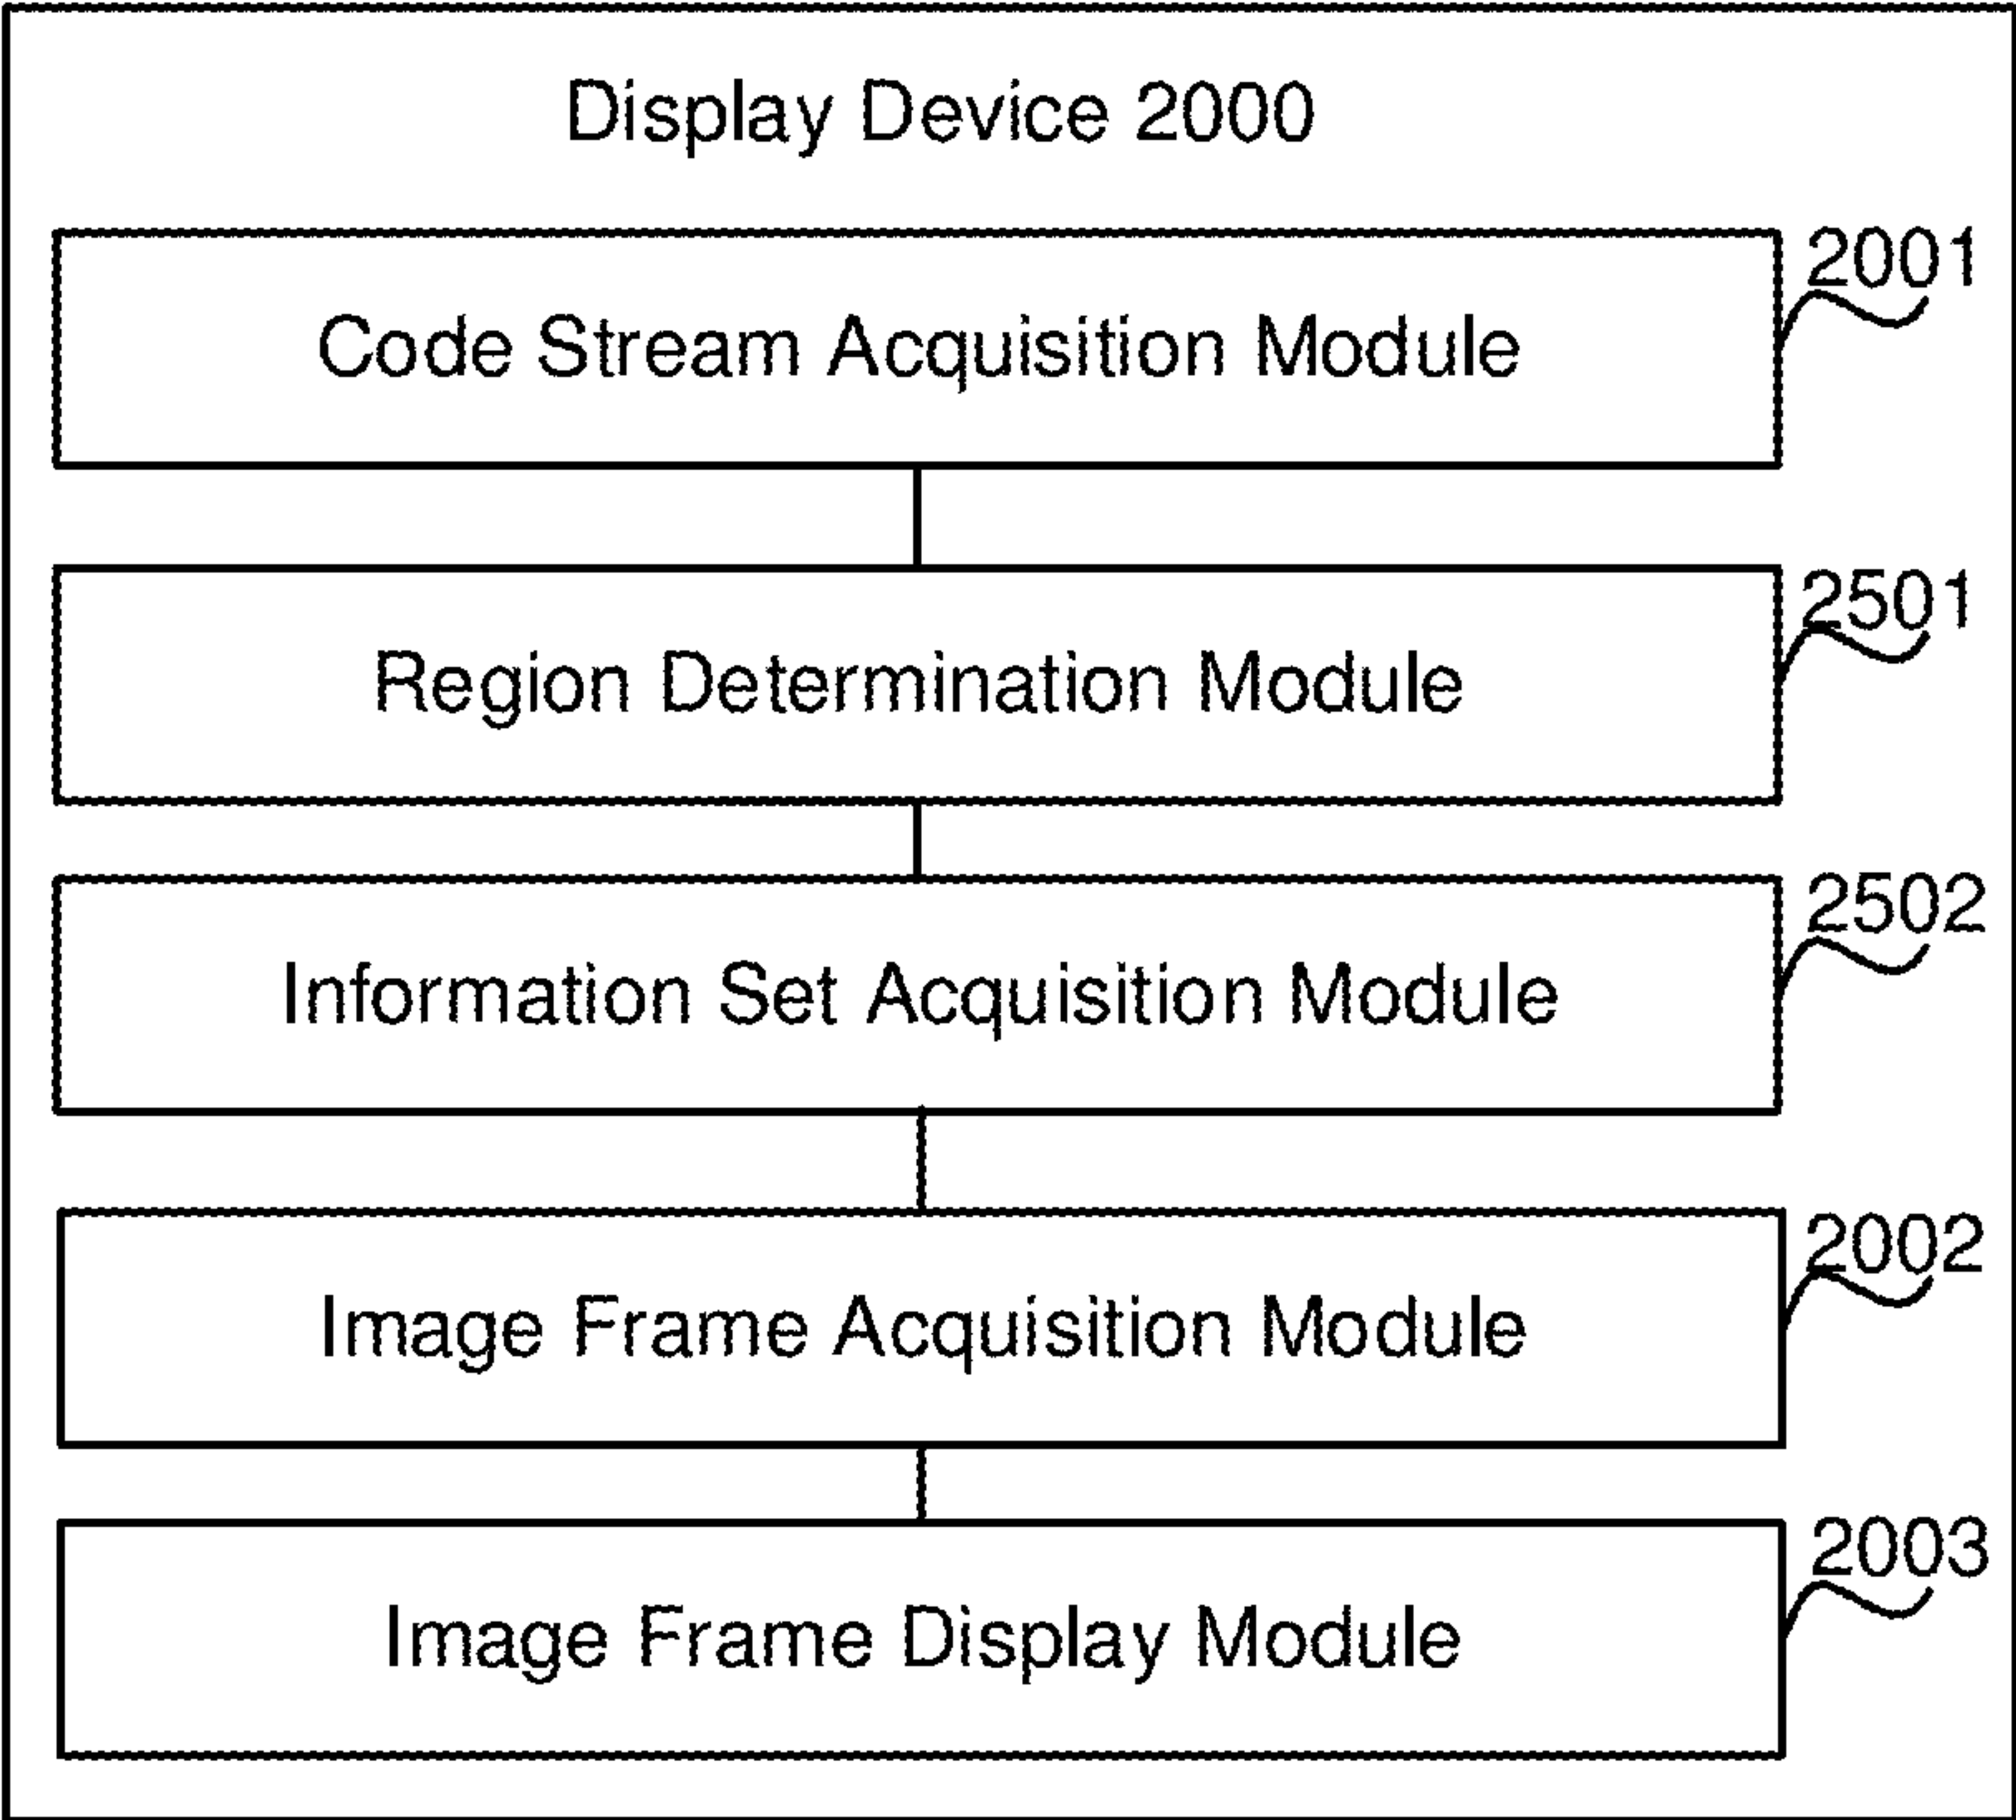 Display Device 2000
2001
Code Stream Acquisition Module
2501
Region Determination Module
2502
Information Set Acquisition Module
2002
Image Frame Acquisition Module
2003
Image Frame Display Module